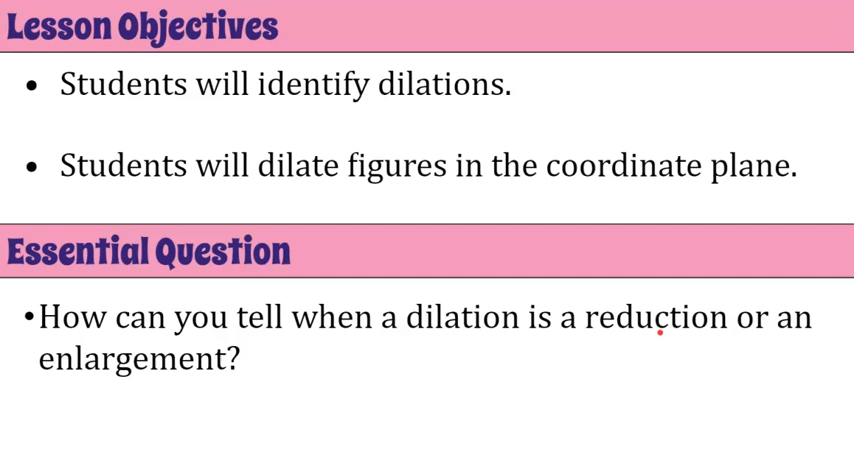 Lesson Objectives
• Students will identify dilations.
• Students will dilate figures in the coordinate plane.
Essential Question
•How can you tell when a dilation is a reduction or an
enlargement?